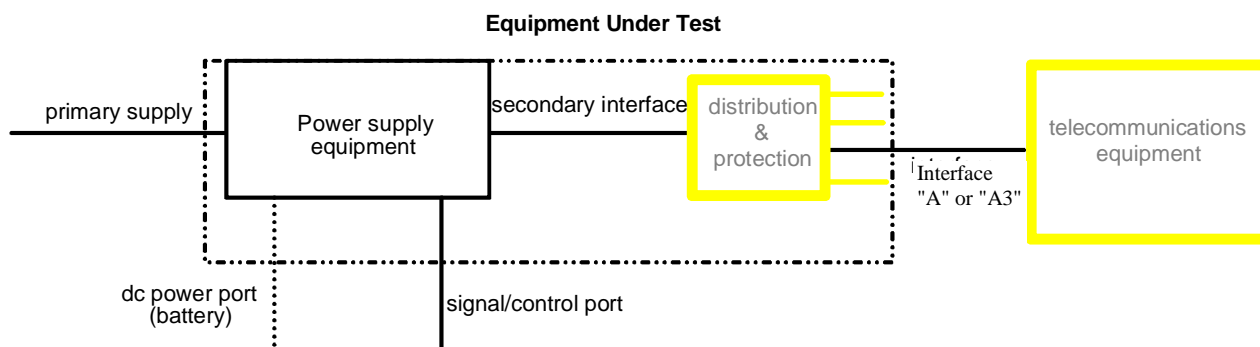 Equipment Under Test
primary supply
Power supply
equipment
secondary interface
distribution
&
protection
telecommunications
equipment
Interface
"A" or "A3"
dc power port
(battery)
signal/control port